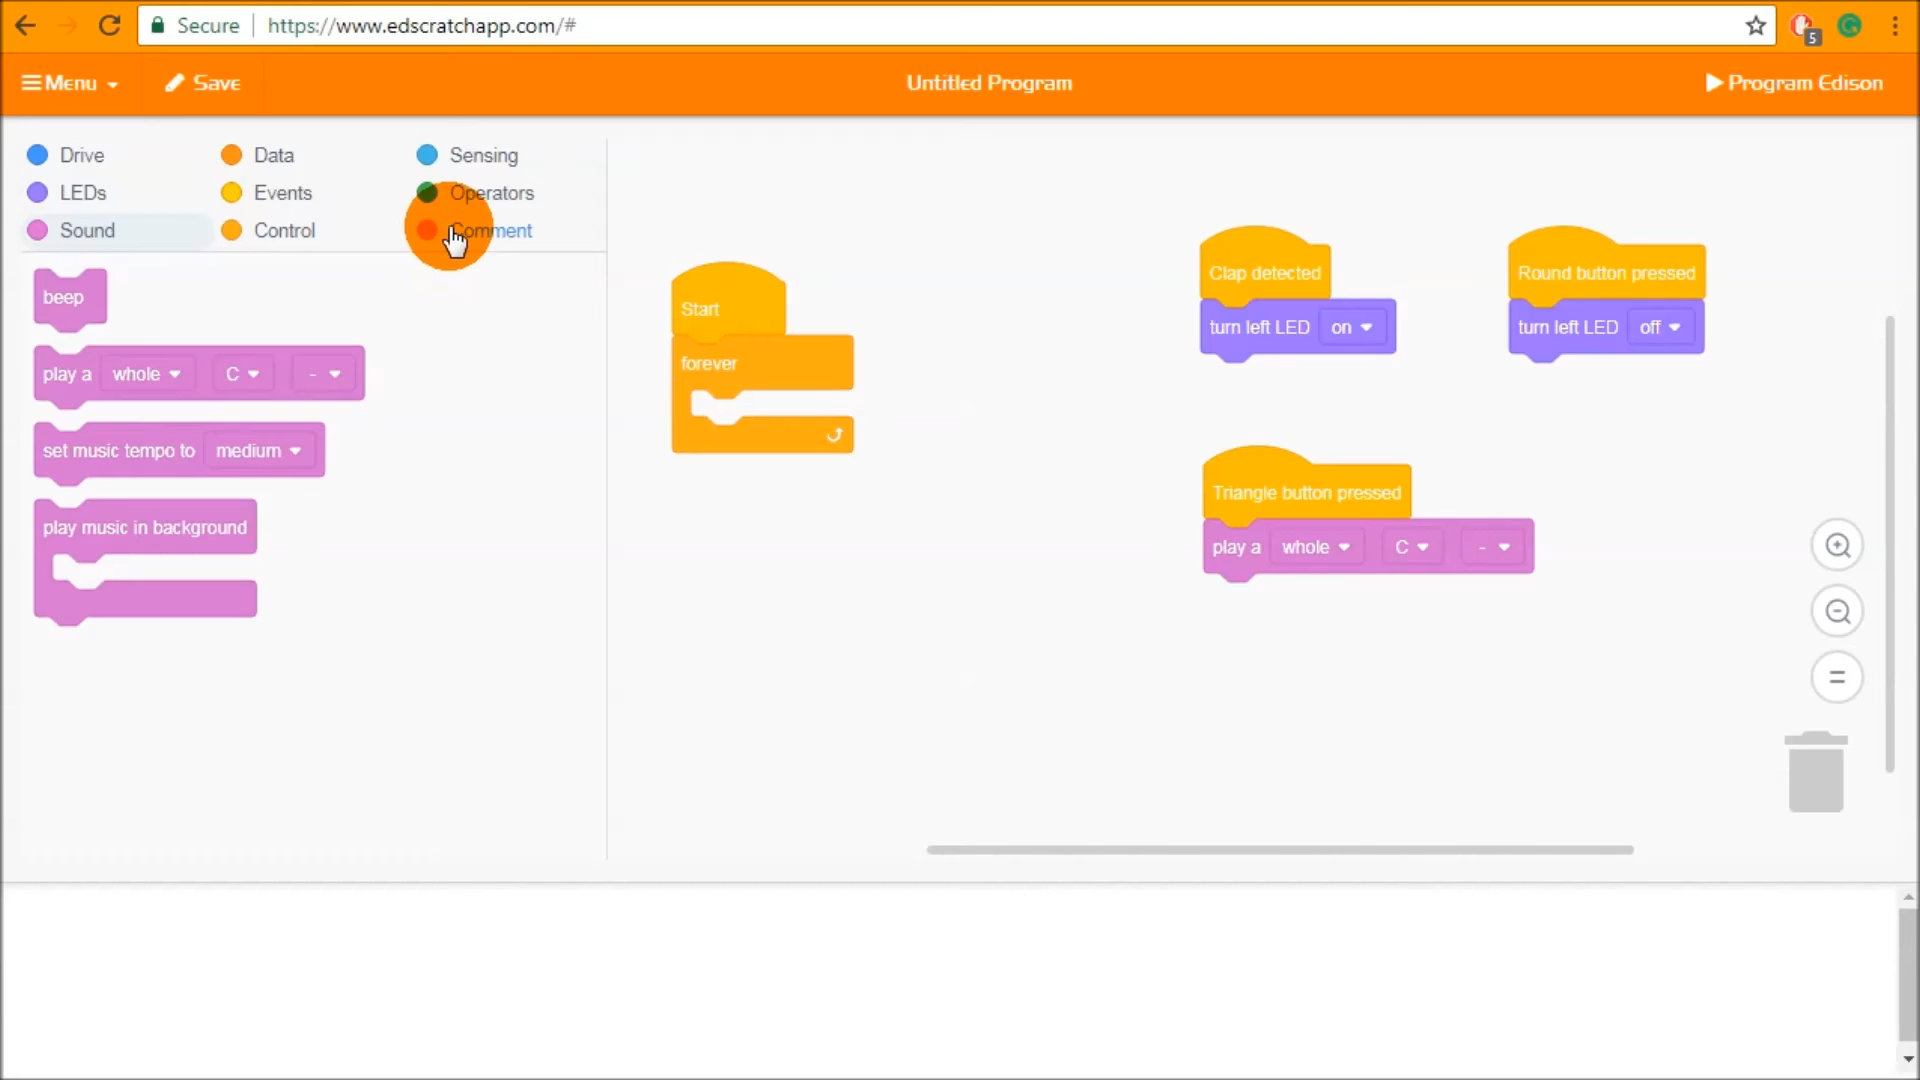 Secure https://www.edscratchapp.com/#
5
Menu Save Untitled Program Program Edison
Drive Data Sensing
LEDs Events Operators
Sound Control Comment
beep
play a whole C -
set music tempo to medium
play music in background
Start
forever
Clap detected
turn left LED on
Round button pressed
turn left LED off
Triangle button pressed
play a whole C -